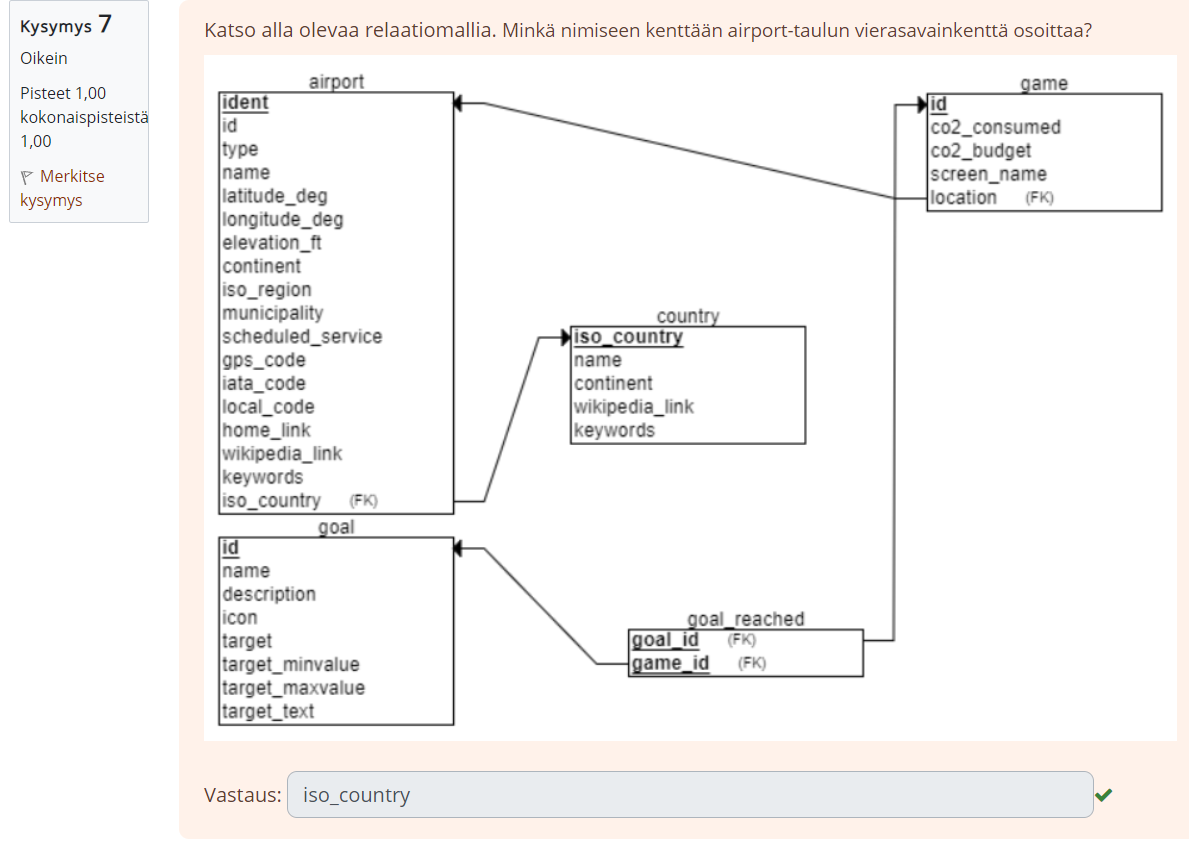 Kysymys 7
Oikein
Pisteet 1,00
kokonaispisteistä
1,00
Merkitse
kysymys
Katso alla olevaa relaatiomallia. Minkä nimiseen kenttään airport-taulun vierasavainkenttä osoittaa?
airport
ident
id
type
name
latitude_deg
longitude_deg
elevation_ft
continent
iso_region
municipality
scheduled_service
gps_code
iata_code
local_code
home_link
wikipedia_link
keywords
iso_country (FK)
game
id
co2_consumed
co2_budget
screen_name
location (FK)
country
iso_country
name
continent
wikipedia_link
keywords
goal
id
name
description
icon
target
target_minvalue
target_maxvalue
target_text
goal_reached
goal_id (FK)
game_id (FK)
Vastaus: iso_country